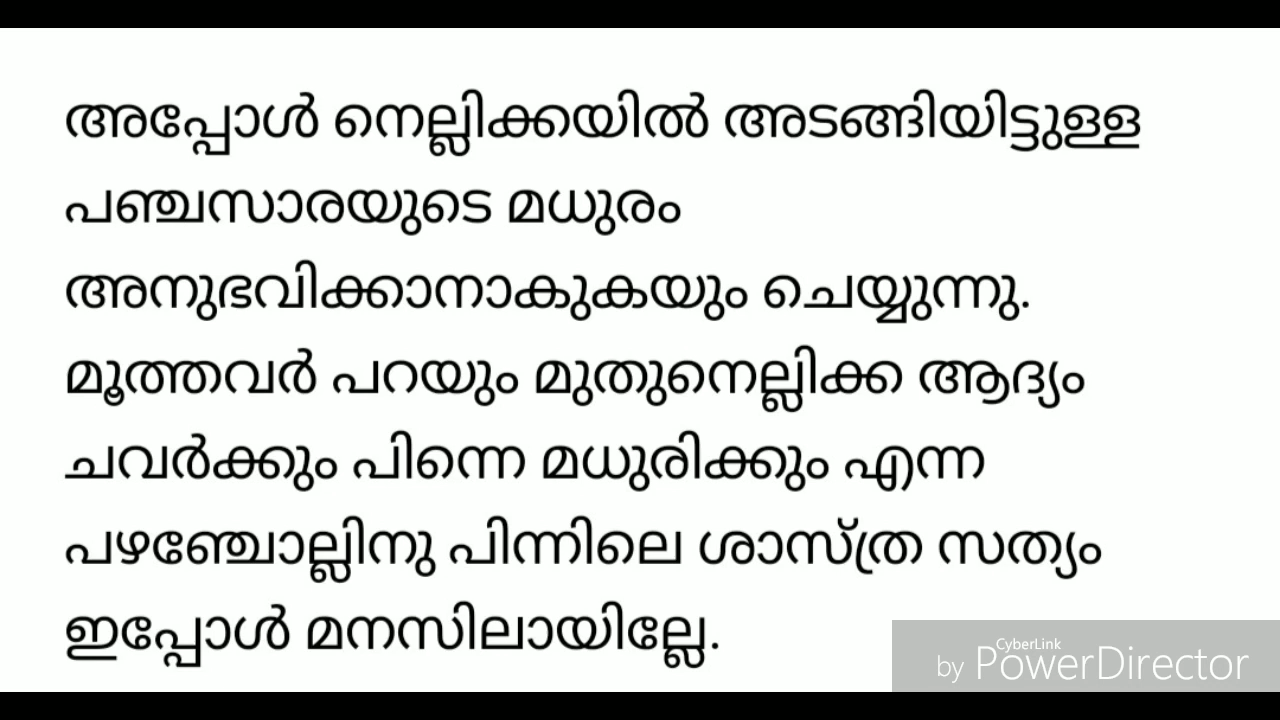 അപ്പോൾ നെല്ലിക്കയിൽ അടങ്ങിയിട്ടുള്ള
പഞ്ചസാരയുടെ മധുരം
അനുഭവിക്കാനാകുകയും ചെയ്യുന്നു.
മൂത്തവർ പറയും മുതുനെല്ലിക്ക ആദ്യം
ചവർക്കും പിന്നെ മധുരിക്കും എന്ന
പഴഞ്ചോല്ലിനു പിന്നിലെ ശാസ്ത്ര സത്യം
ഇപ്പോൾ മനസിലായില്ലേ.
CyberLink
by PowerDirector